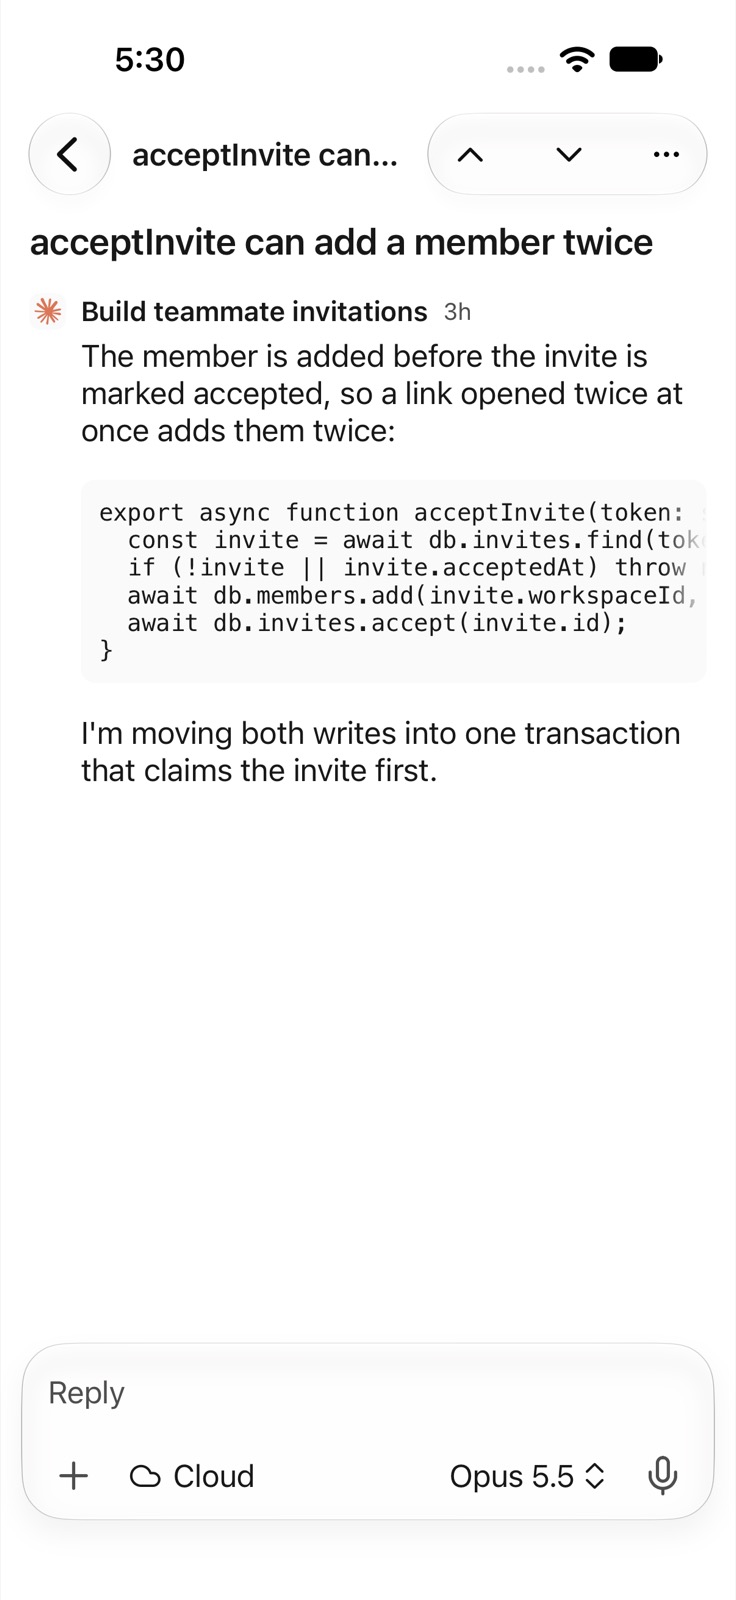 5:30
acceptInvite can...
acceptInvite can add a member twice
Build teammate invitations 3h
The member is added before the invite is
marked accepted, so a link opened twice at
once adds them twice:
export async function acceptInvite(token:
const invite = await db.invites.find(tok
if (!invite || invite.acceptedAt) throw
await db.members.add(invite.workspaceId,
await db.invites.accept(invite.id);
}
I'm moving both writes into one transaction
that claims the invite first.
Reply
Cloud
Opus 5.5